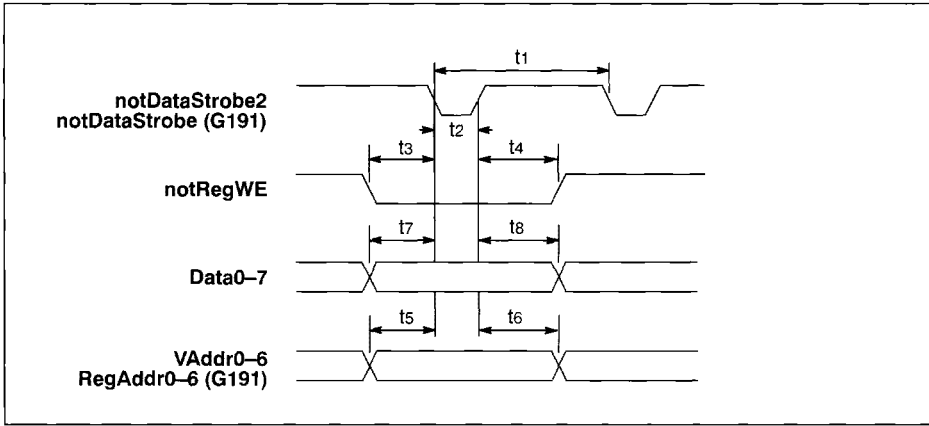 t1
notDataStrobe2
notDataStrobe (G191)
t2
t3
t4
notRegWE
t7
t8
Data0–7
t5
t6
VAddr0–6
RegAddr0–6 (G191)